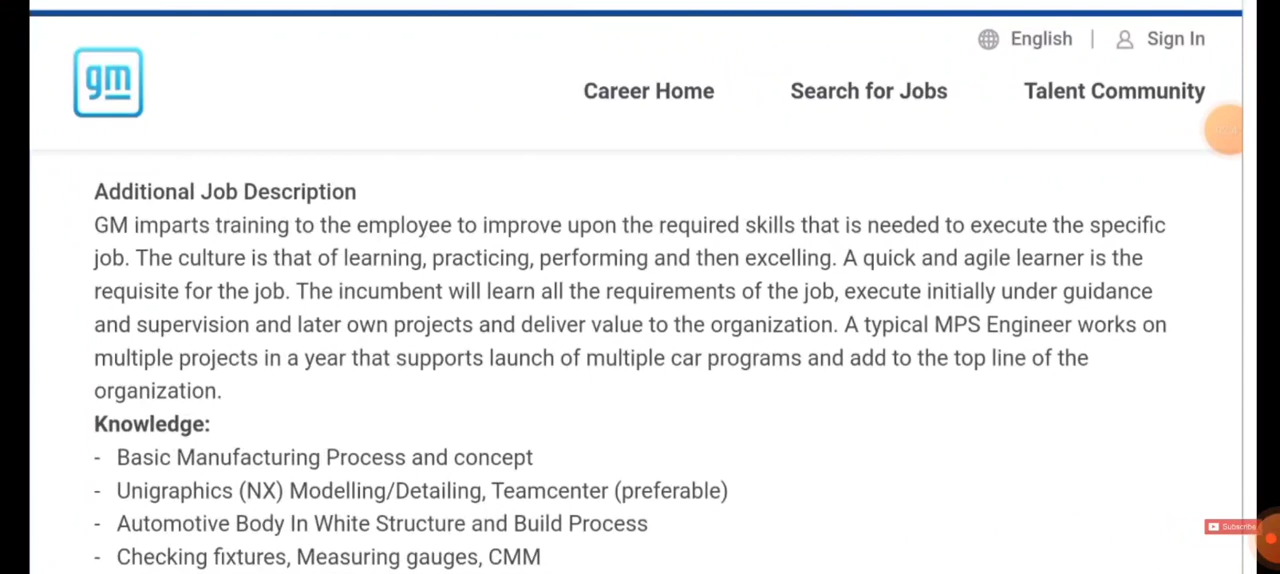 English | Sign In
gm
Career Home Search for Jobs Talent Community
Additional Job Description
GM imparts training to the employee to improve upon the required skills that is needed to execute the specific
job. The culture is that of learning, practicing, performing and then excelling. A quick and agile learner is the
requisite for the job. The incumbent will learn all the requirements of the job, execute initially under guidance
and supervision and later own projects and deliver value to the organization. A typical MPS Engineer works on
multiple projects in a year that supports launch of multiple car programs and add to the top line of the
organization.
Knowledge:
- Basic Manufacturing Process and concept
- Unigraphics (NX) Modelling/Detailing, Teamcenter (preferable)
- Automotive Body In White Structure and Build Process
Subscribe
- Checking fixtures, Measuring gauges, CMM